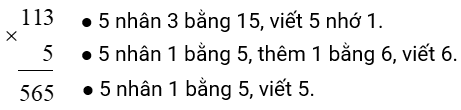 113 ● 5 nhân 3 bằng 15, viết 5 nhớ 1.
×
5 ● 5 nhân 1 bằng 5, thêm 1 bằng 6, viết 6.
565 ● 5 nhân 1 bằng 5, viết 5.